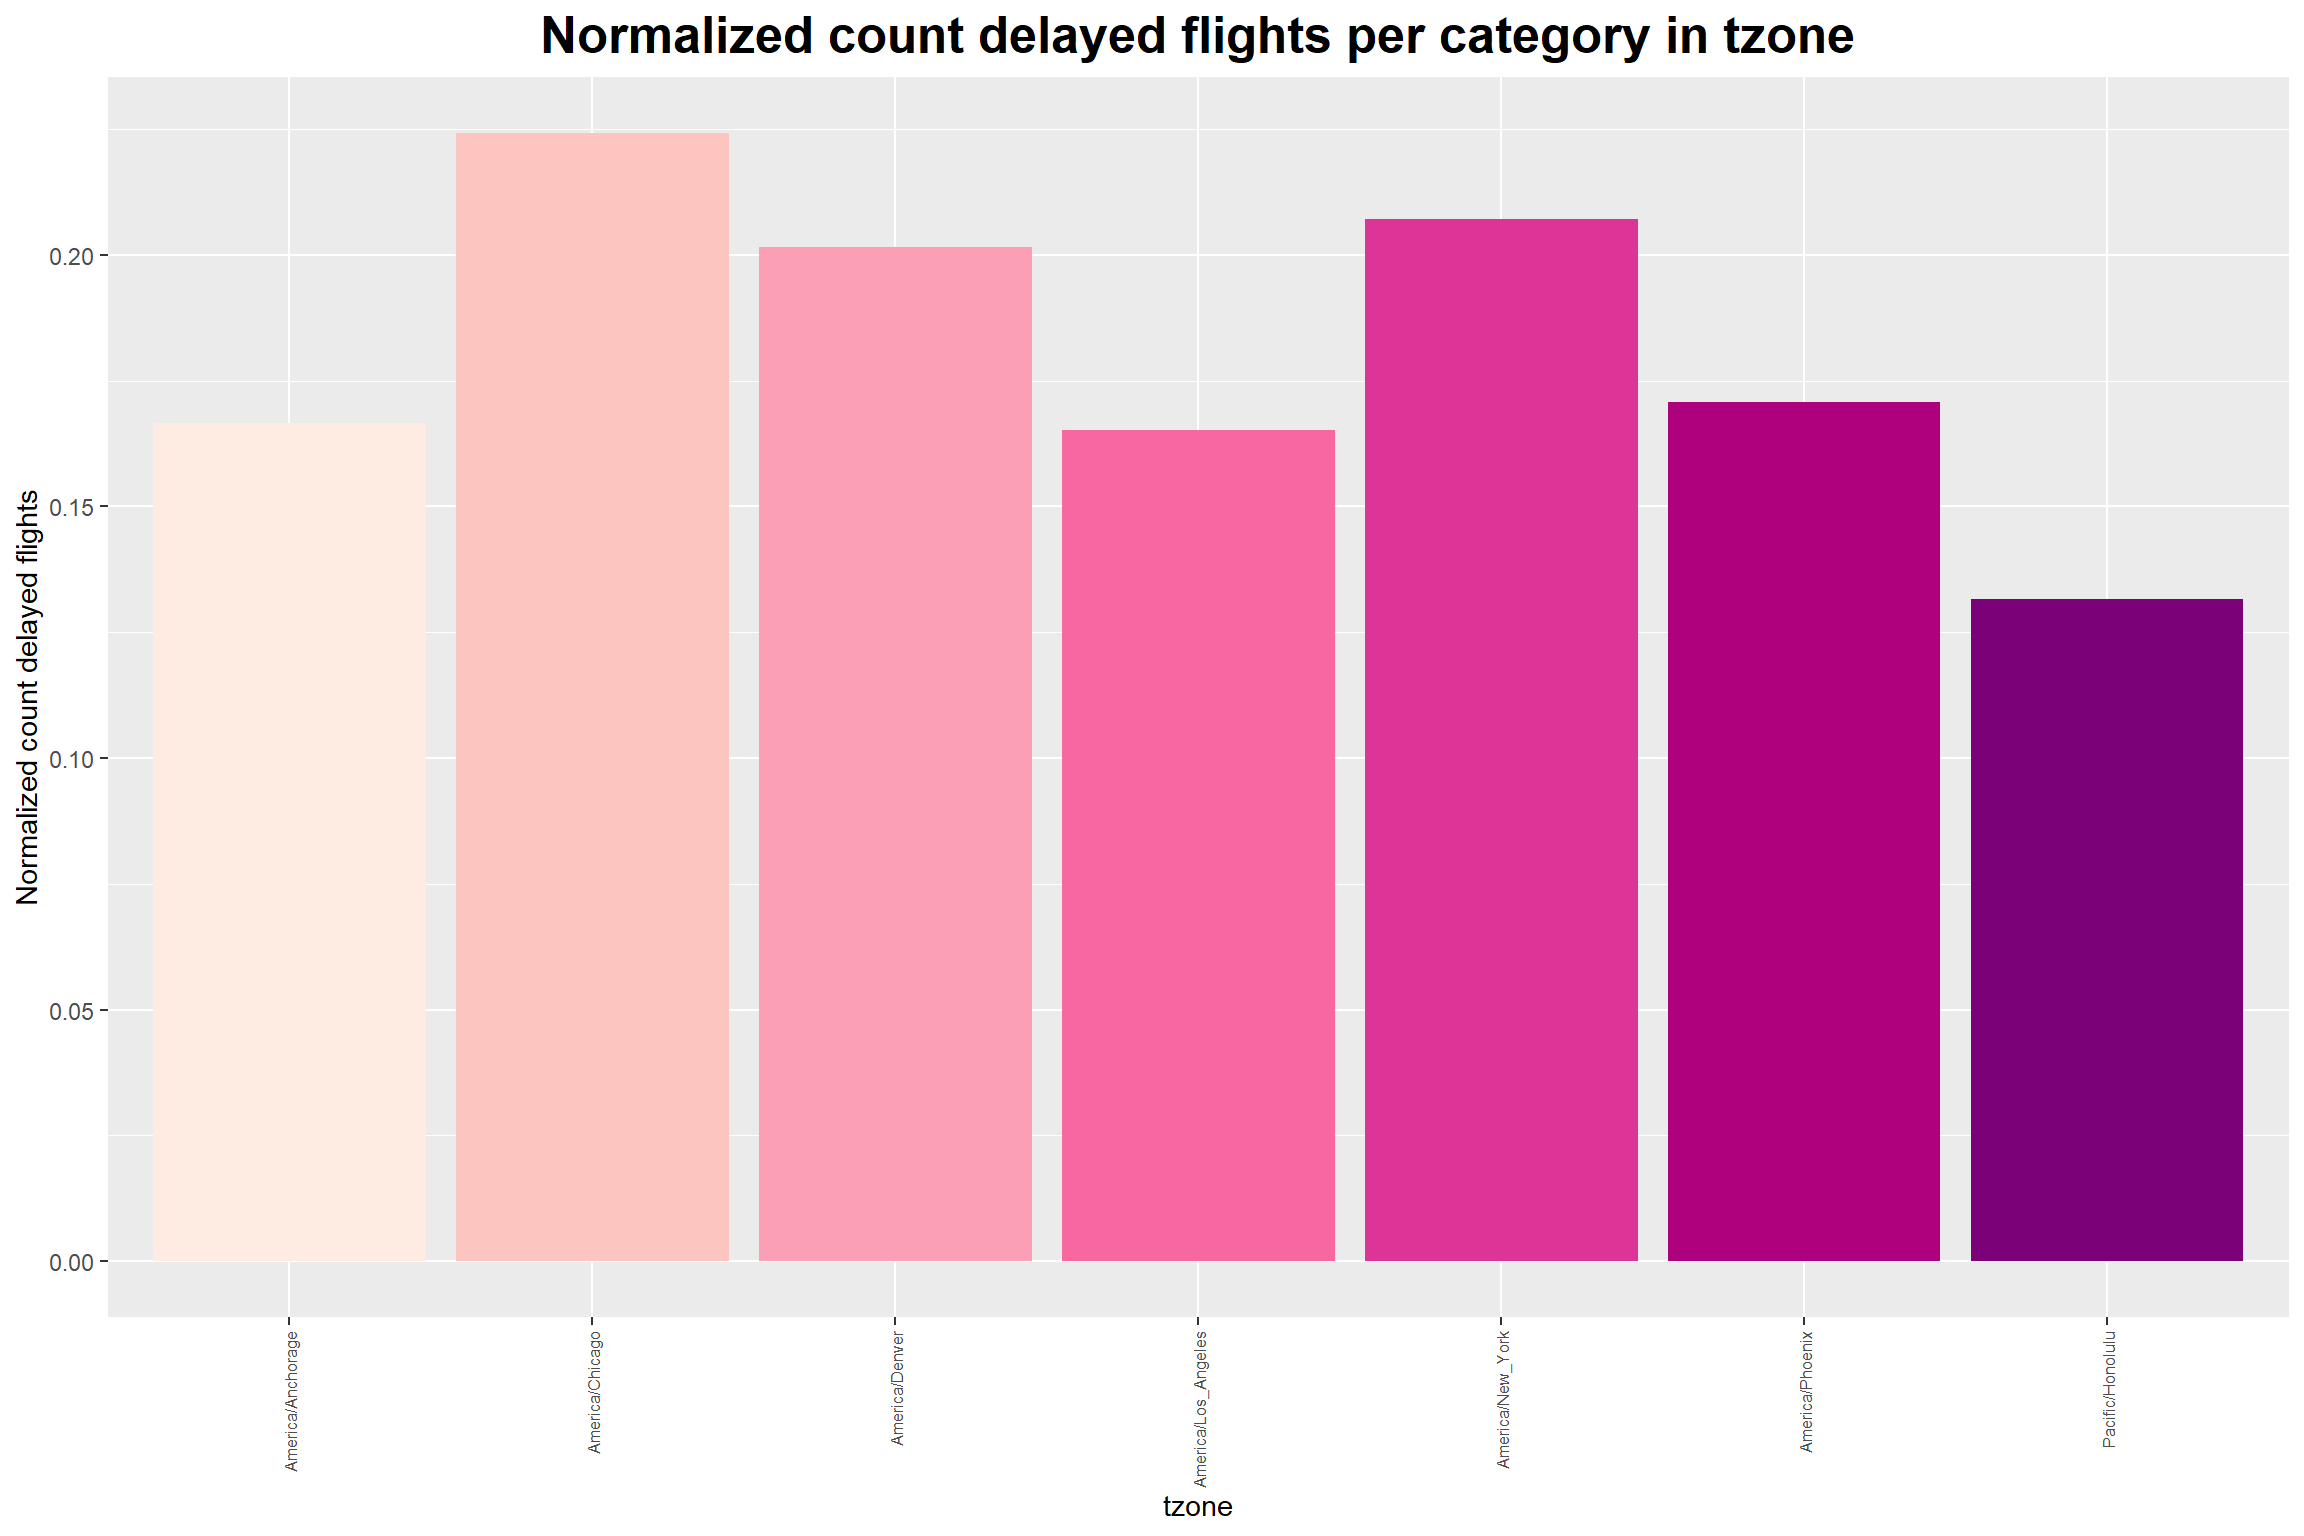 Normalized count delayed flights per category in tzone
Normalized count delayed flights
0.20
0.15
0.10
0.05
0.00
America/Anchorage
America/Chicago
America/Denver
America/Los_Angeles
America/New_York
America/Phoenix
Pacific/Honolulu
tzone